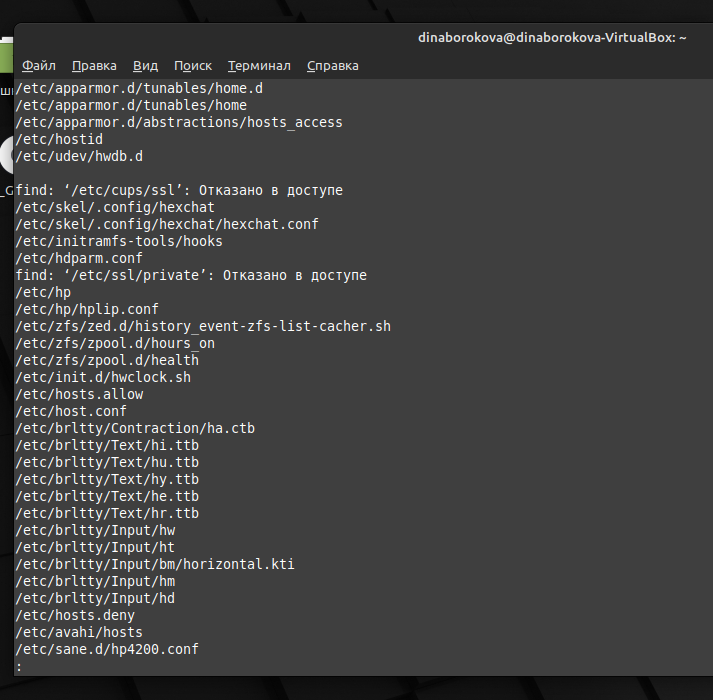 dinaborokova@dinaborokova-VirtualBox: ~
Файл Правка Вид Поиск Терминал Справка
/etc/apparmor.d/tunables/home.d
/etc/apparmor.d/tunables/home
/etc/apparmor.d/abstractions/hosts_access
/etc/hostid
/etc/udev/hwdb.d
find: ‘/etc/cups/ssl’: Отказано в доступе
/etc/skel/.config/hexchat
/etc/skel/.config/hexchat/hexchat.conf
/etc/initramfs-tools/hooks
/etc/hdparm.conf
find: ‘/etc/ssl/private’: Отказано в доступе
/etc/hp
/etc/hp/hplip.conf
/etc/zfs/zed.d/history_event-zfs-list-cacher.sh
/etc/zfs/zpool.d/hours_on
/etc/zfs/zpool.d/health
/etc/init.d/hwclock.sh
/etc/hosts.allow
/etc/host.conf
/etc/brltty/Contraction/ha.ctb
/etc/brltty/Text/hi.ttb
/etc/brltty/Text/hu.ttb
/etc/brltty/Text/hy.ttb
/etc/brltty/Text/he.ttb
/etc/brltty/Text/hr.ttb
/etc/brltty/Input/hw
/etc/brltty/Input/ht
/etc/brltty/Input/bm/horizontal.kti
/etc/brltty/Input/hm
/etc/brltty/Input/hd
/etc/hosts.deny
/etc/avahi/hosts
/etc/sane.d/hp4200.conf
: